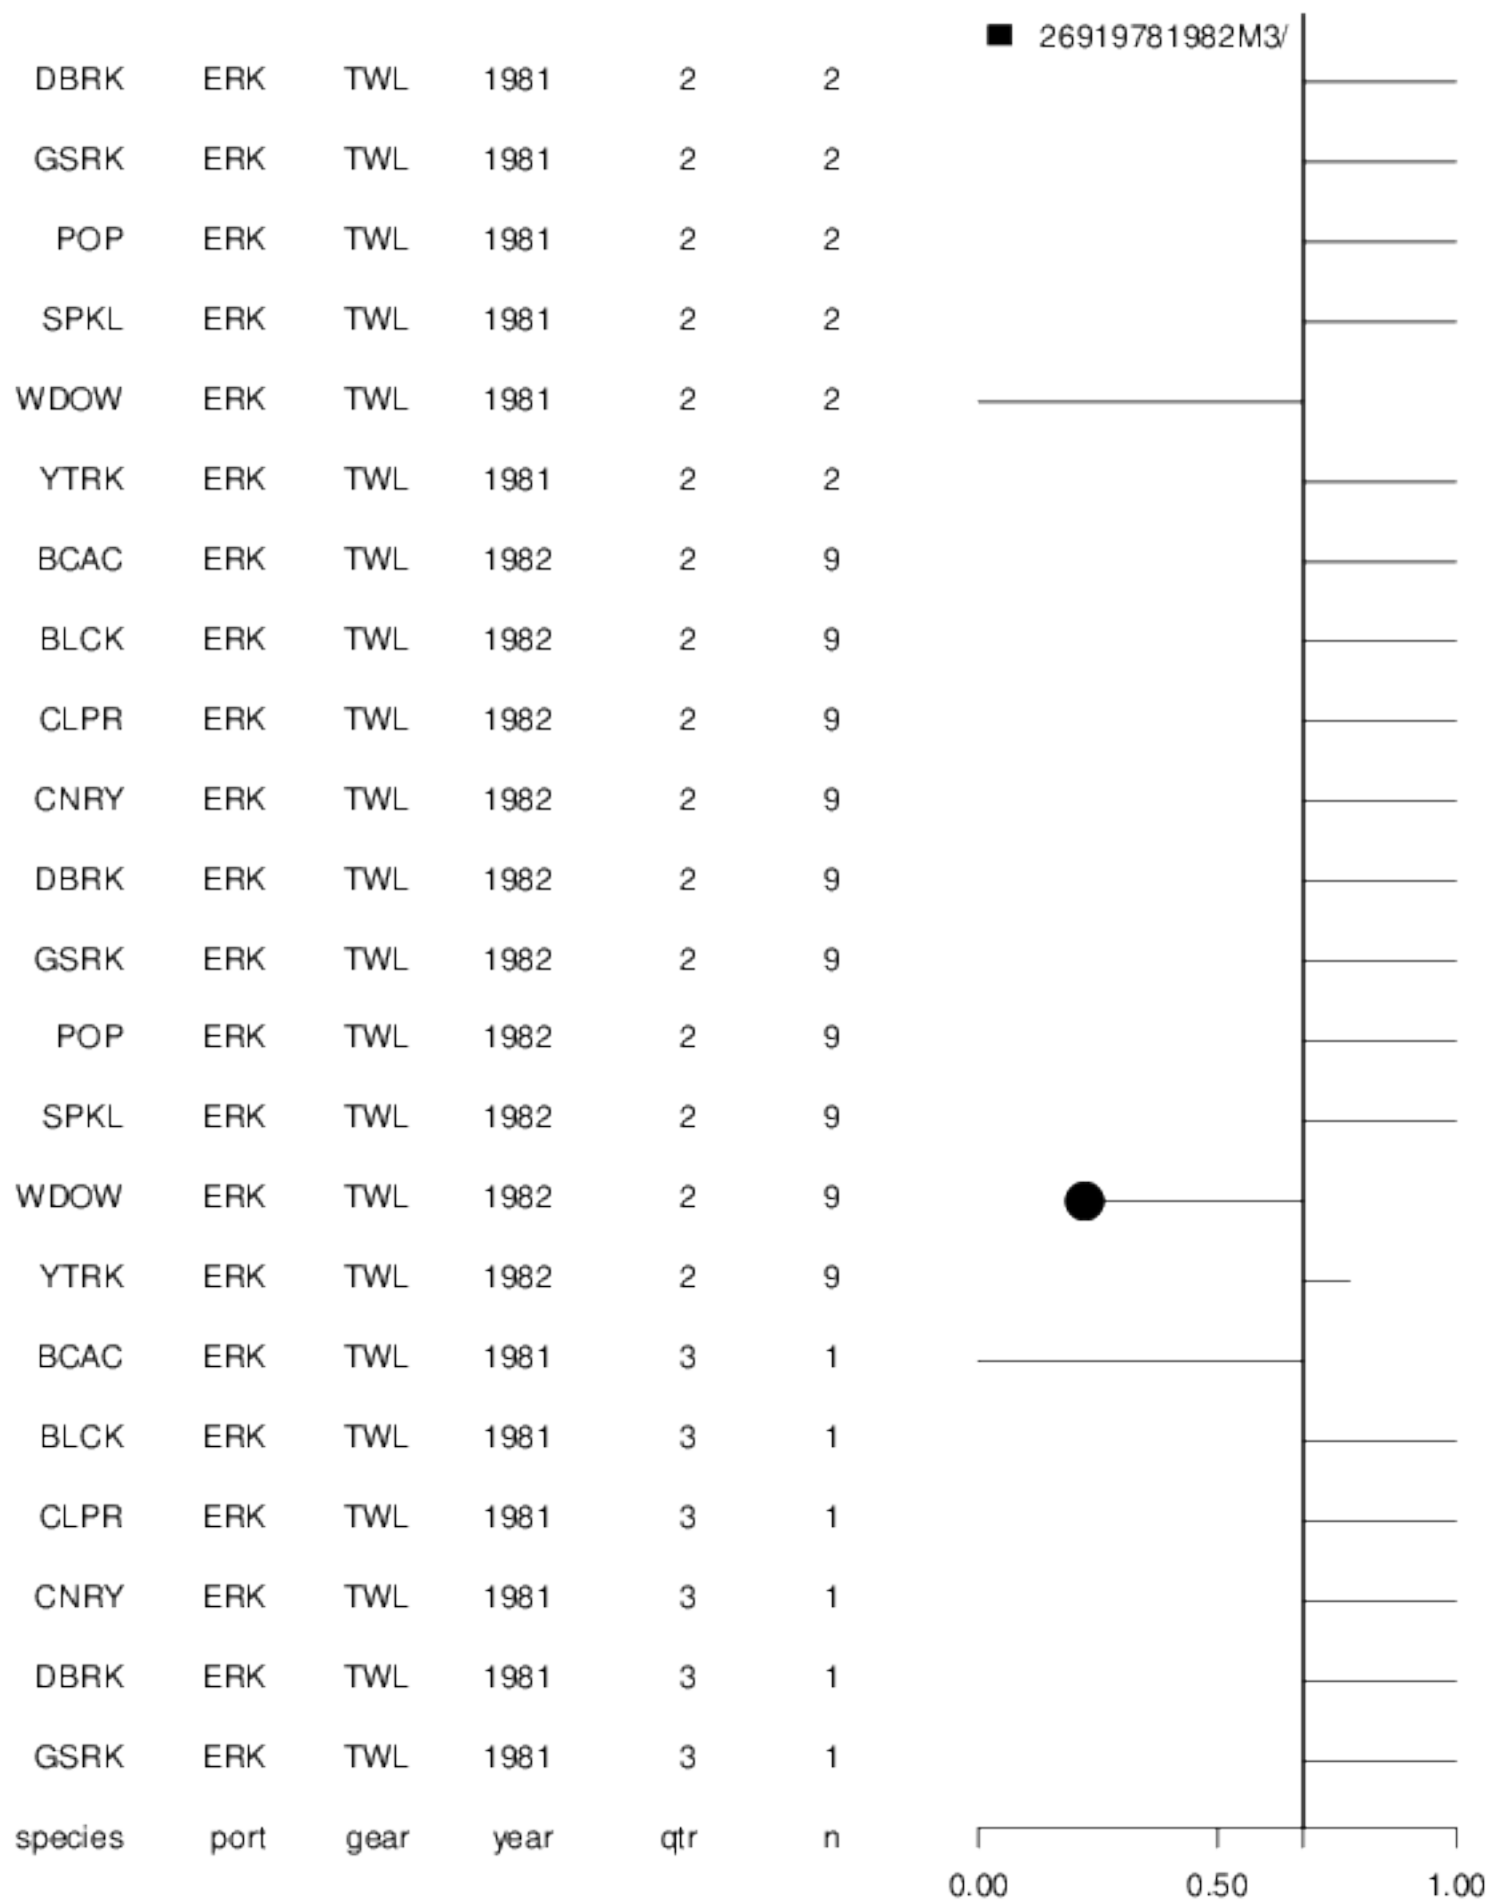 26919781982M3/
DBRK ERK TWL 1981 2 2
GSRK ERK TWL 1981 2 2
POP ERK TWL 1981 2 2
SPKL ERK TWL 1981 2 2
WDOW ERK TWL 1981 2 2
YTRK ERK TWL 1981 2 2
BCAC ERK TWL 1982 2 9
BLCK ERK TWL 1982 2 9
CLPR ERK TWL 1982 2 9
CNRY ERK TWL 1982 2 9
DBRK ERK TWL 1982 2 9
GSRK ERK TWL 1982 2 9
POP ERK TWL 1982 2 9
SPKL ERK TWL 1982 2 9
WDOW ERK TWL 1982 2 9
YTRK ERK TWL 1982 2 9
BCAC ERK TWL 1981 3 1
BLCK ERK TWL 1981 3 1
CLPR ERK TWL 1981 3 1
CNRY ERK TWL 1981 3 1
DBRK ERK TWL 1981 3 1
GSRK ERK TWL 1981 3 1
species port gear year qtr n
0.00 0.50 1.00